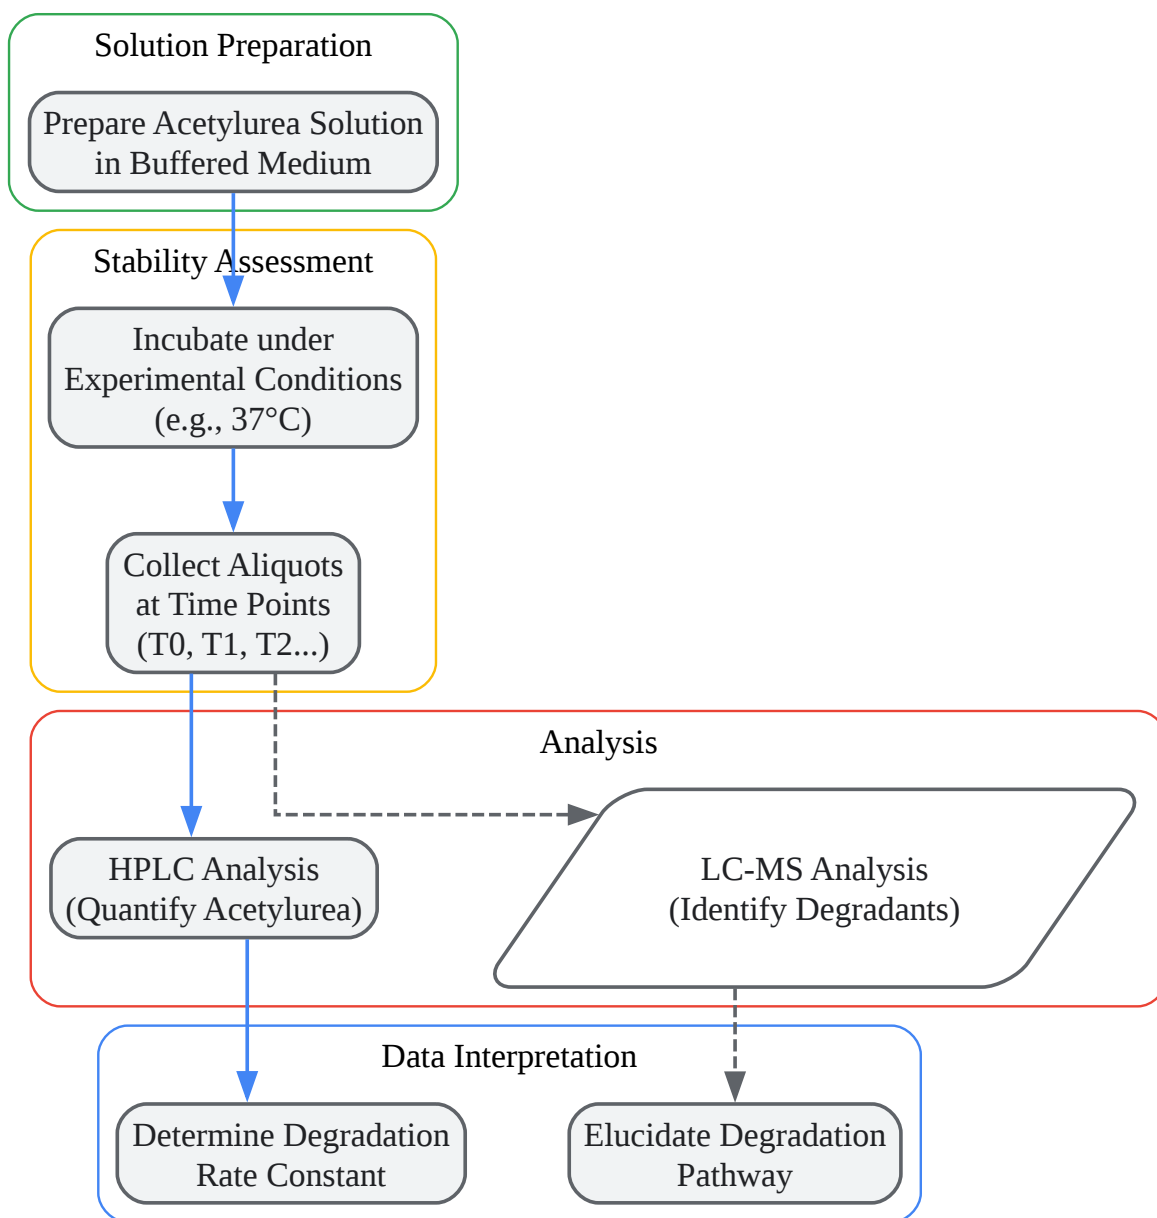 Solution Preparation
Prepare Acetylurea Solution
in Buffered Medium
Stability Assessment
Incubate under
Experimental Conditions
(e.g., 37°C)
Collect Aliquots
at Time Points
(T0, T1, T2...)
Analysis
HPLC Analysis
(Quantify Acetylurea)
LC-MS Analysis
(Identify Degradants)
Data Interpretation
Determine Degradation
Rate Constant
Elucidate Degradation
Pathway